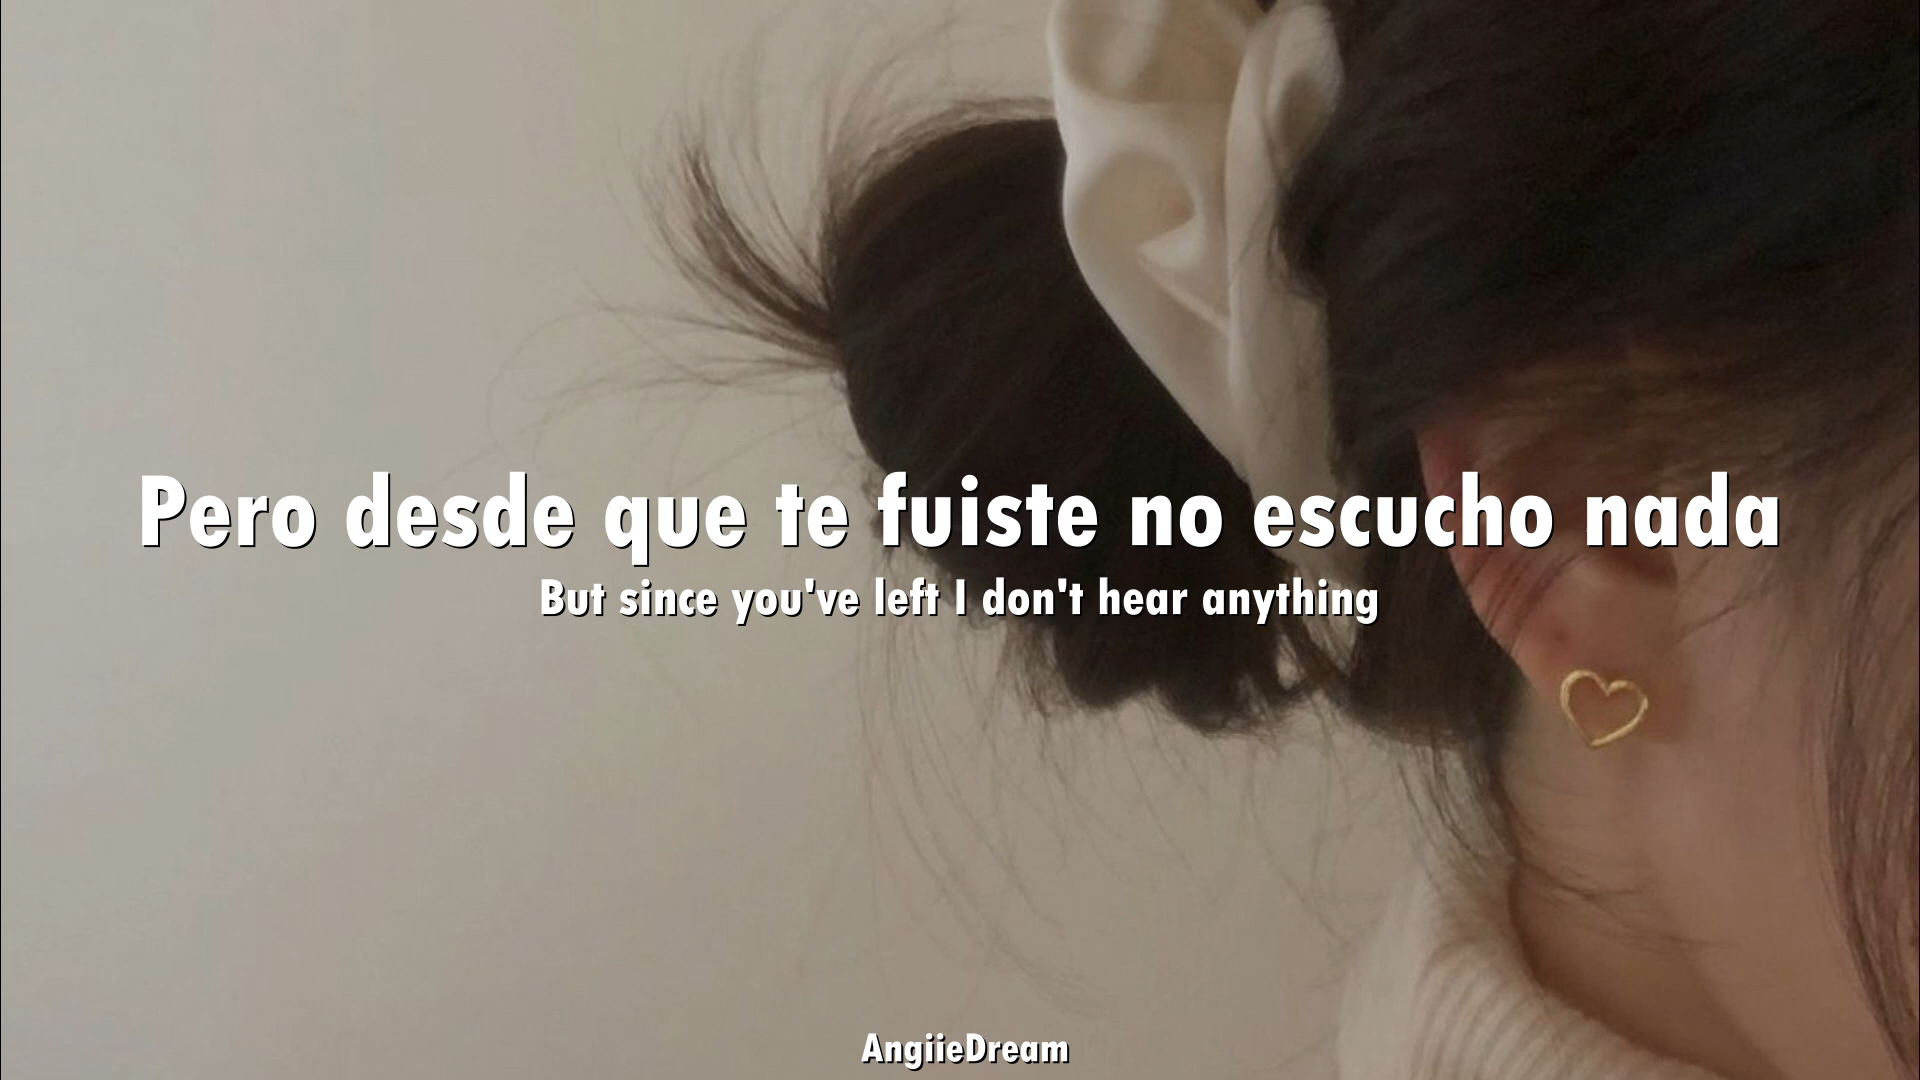 Pero desde que te fuiste no escucho nada
But since you've left I don't hear anything
AngiieDream